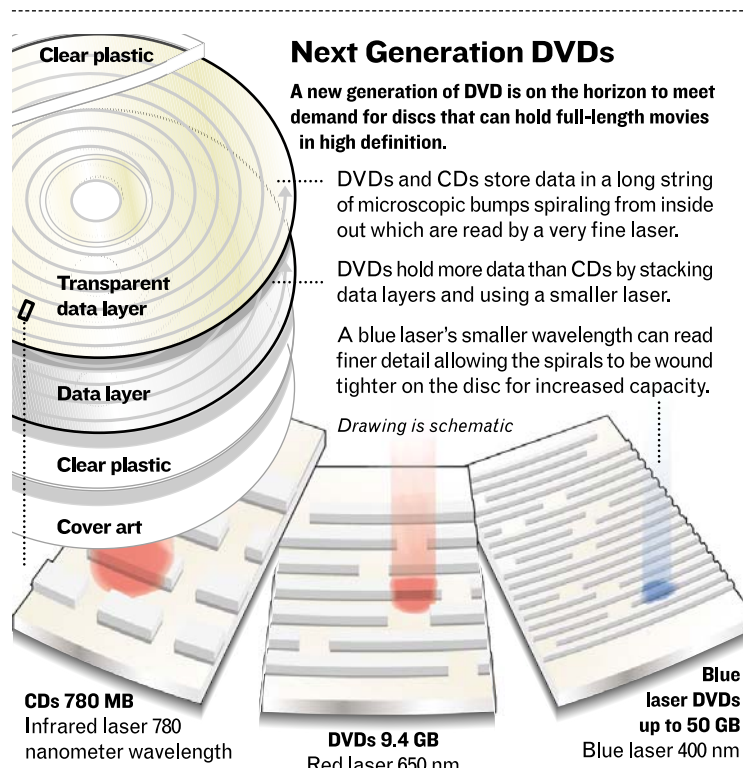 Clear plastic
Next Generation DVDs
A new generation of DVD is on the horizon to meet
demand for discs that can hold full-length movies
in high definition.
DVDs and CDs store data in a long string
of microscopic bumps spiraling from inside
out which are read by a very fine laser.
Transparent
data layer
DVDs hold more data than CDs by stacking
data layers and using a smaller laser.
A blue laser's smaller wavelength can read
finer detail allowing the spirals to be wound
tighter on the disc for increased capacity.
Data layer
Drawing is schematic
Clear plastic
Cover art
CDs 780 MB
Infrared laser 780
nanometer wavelength
DVDs 9.4 GB
Red laser 650 nm
Blue
laser DVDs
up to 50 GB
Blue laser 400 nm